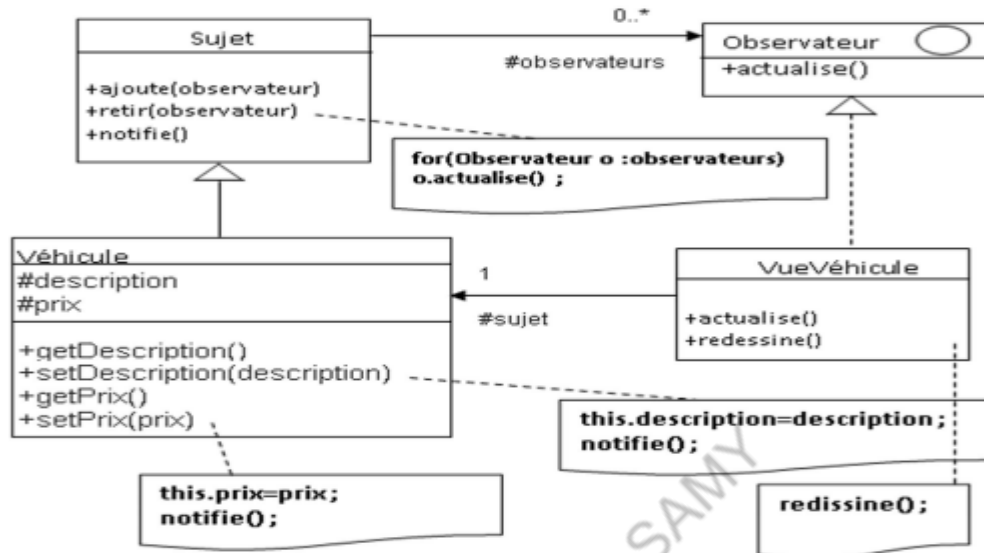 Sujet
+ajoute(observateur)
+retir(observateur)
+notifie()
0..*
#observateurs
Observateur
+actualise()
for(Observateur o :observateurs)
o.actualise() ;
Véhicule
#description
#prix
+getDescription()
+setDescription(description)
+getPrix()
+setPrix(prix)
1
#sujet
VueVéhicule
+actualise()
+redessine()
this.description=description;
notifie();
this.prix=prix;
notifie();
redissine();
SAMY